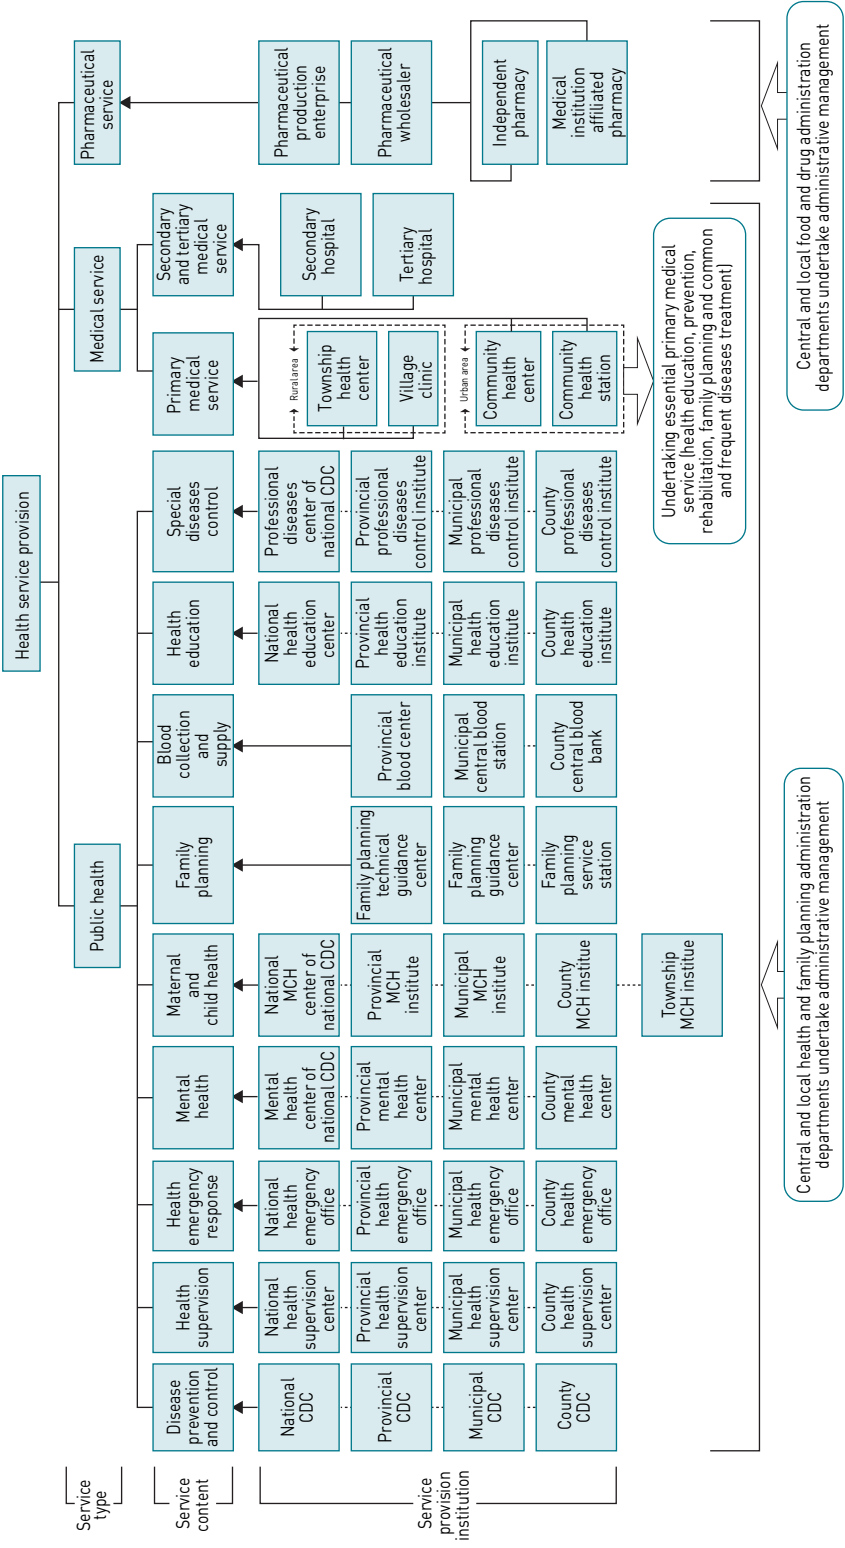 Health service provision
Service
type
Public health
Medical service
Pharmaceutical
service
Service
content
Disease
prevention
and control
Health
supervision
Health
emergency
response
Mental
health
Maternal
and
child health
Family
planning
Blood
collection
and
supply
Health
education
Special
diseases
control
Primary
medical
service
Secondary
and tertiary
medical
service
Service
provision
institution
National
CDC
National
health
supervision
center
National
health
emergency
office
Mental
health
center of
national CDC
National
MCH
center of
national CDC
National
health
education
center
Professional
diseases
center of
national CDC
Rural area
Township
health
center
Village
clinic
Secondary
hospital
Tertiary
hospital
Pharmaceutical
production
enterprise
Provincial
CDC
Provincial
health
supervision
center
Provincial
health
emergency
office
Provincial
mental
health
center
Provincial
MCH
institute
Family planning
technical
guidance
center
Provincial
blood center
Provincial
health
education
institute
Provincial
professional
diseases
control institute
Pharmaceutical
wholesaler
Municipal
CDC
Municipal
health
supervision
center
Municipal
health
emergency
office
Municipal
mental
health
center
Municipal
MCH
institute
Family
planning
guidance
center
Municipal
central blood
station
Municipal
health
education
institute
Municipal
professional
diseases
control institute
Urban area
Community
health
center
Community
health
station
Independent
pharmacy
Medical
institution
affiliated
pharmacy
County
CDC
County
health
supervision
center
County
health
emergency
office
County
mental
health
center
County
MCH institue
Family
planning
service
station
County
central blood
bank
County
health
education
institute
County
professional
diseases
control institute
Township
MCH institue
Undertaking essential primary medical
service (health education, prevention,
rehabilitation, family planning and common
and frequent diseases treatment)
Central and local health and family planning administration
departments undertake administrative management
Central and local food and drug administration
departments undertake administrative management